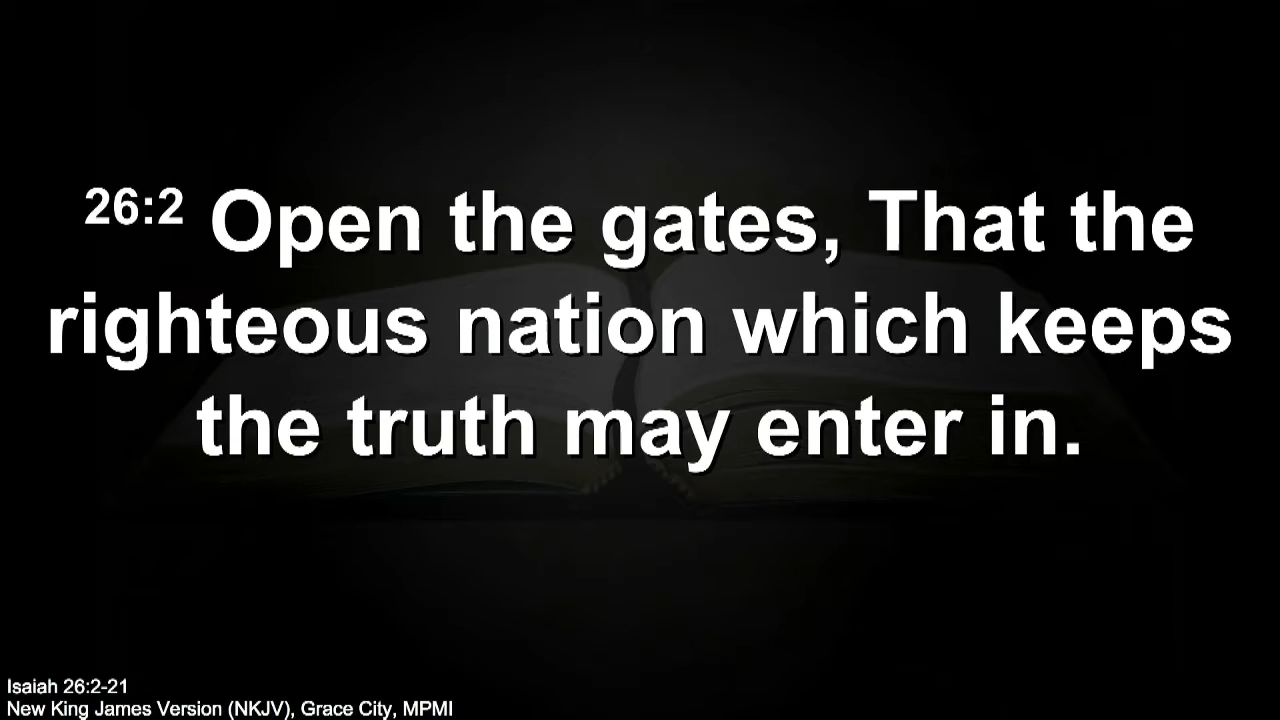 26:2 Open the gates, That the
righteous nation which keeps
the truth may enter in.
Isaiah 26:2-21
New King James Version (NKJV), Grace City, MPMI